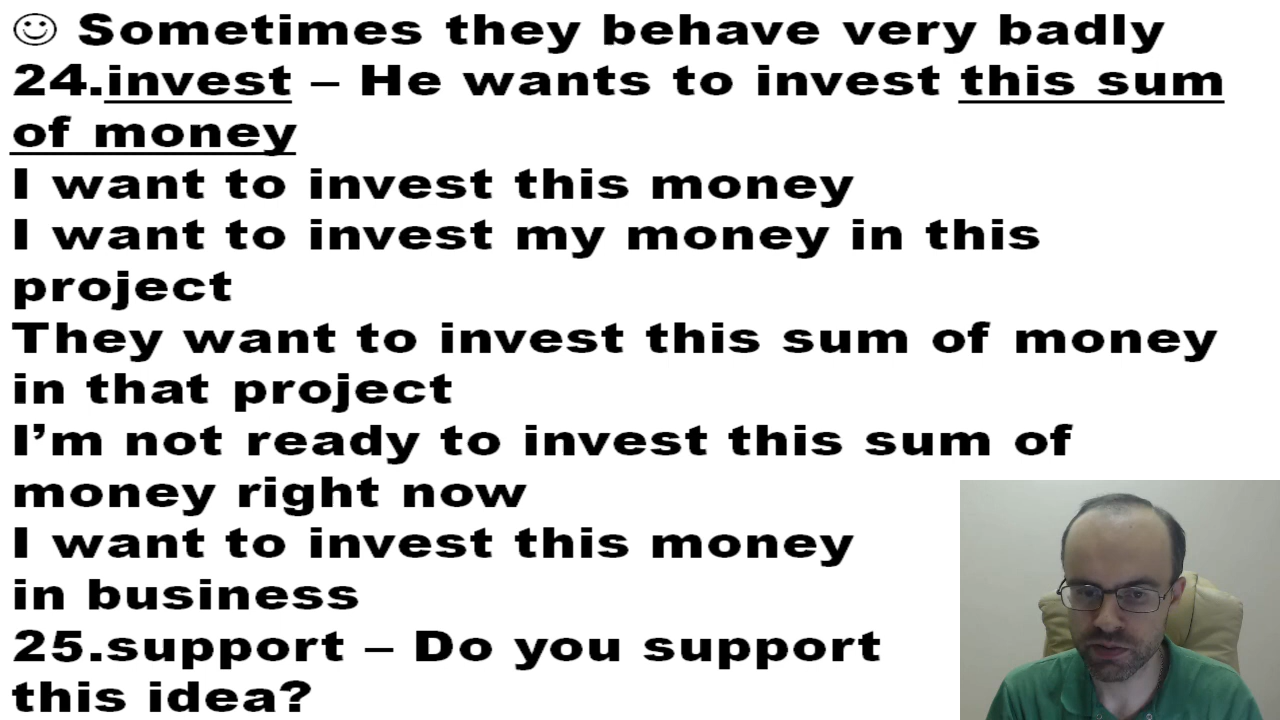 ☺ Sometimes they behave very badly
24.invest – He wants to invest this sum
of money
I want to invest this money
I want to invest my money in this
project
They want to invest this sum of money
in that project
I’m not ready to invest this sum of
money right now
I want to invest this money
in business
25.support – Do you support
this idea?